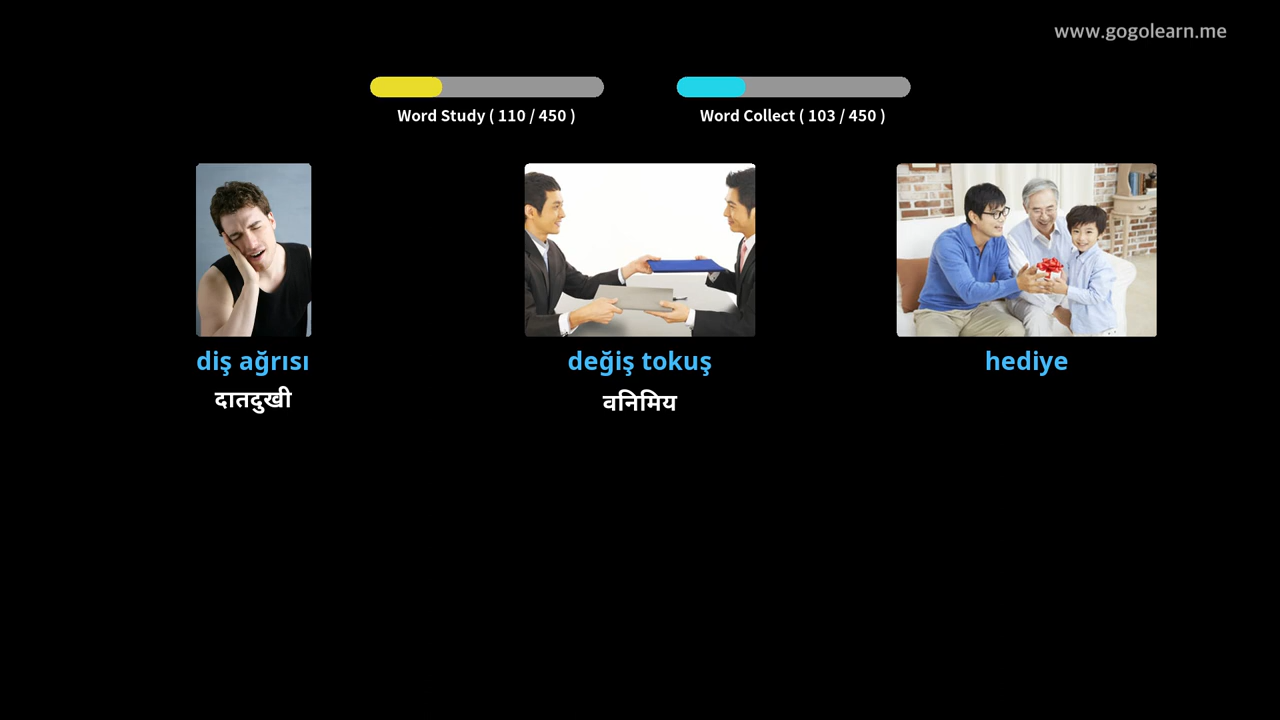 www.gogolearn.me
Word Study ( 110 / 450 )
Word Collect ( 103 / 450 )
diş ağrısı
değiş tokuş
hediye
दातदुखी
वनिमिय